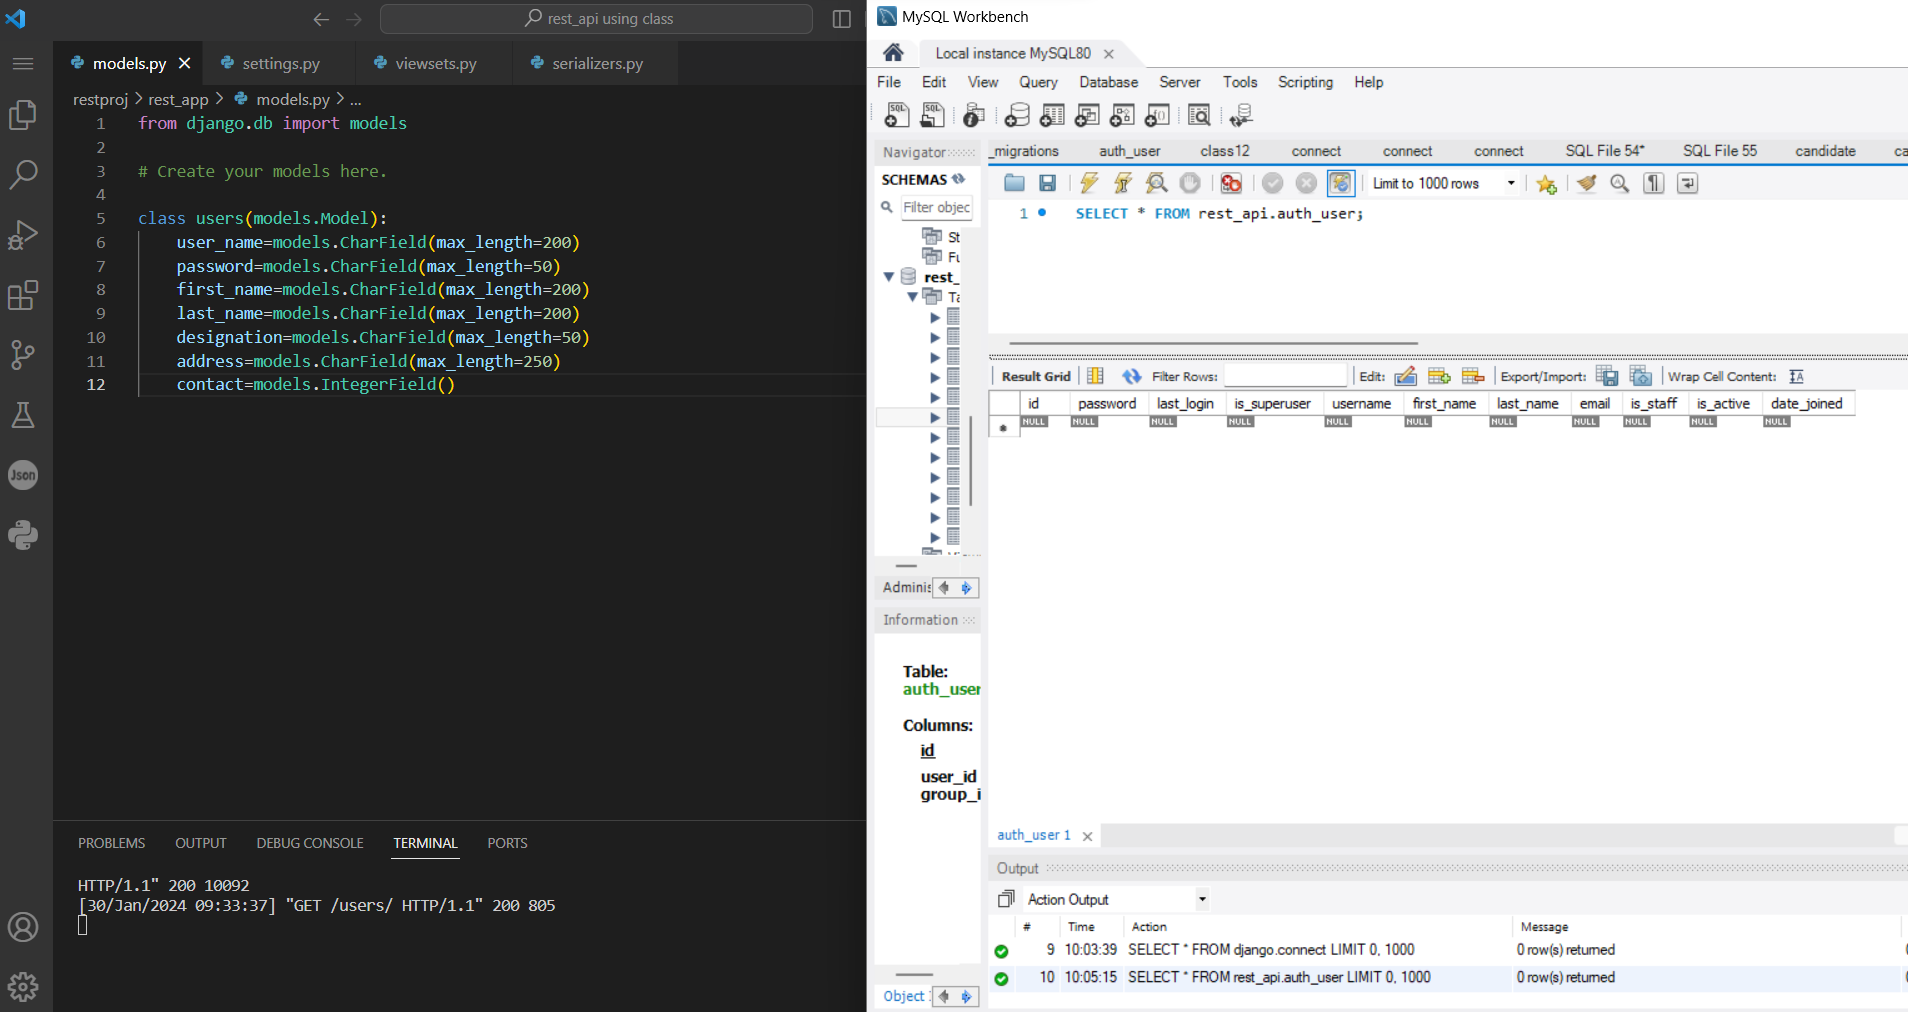 rest_api using class
models.py
settings.py
viewsets.py
serializers.py
restproj > rest_app > models.py > ...
1 from django.db import models
2
3 # Create your models here.
4
5 class users(models.Model):
6 user_name=models.CharField(max_length=200)
7 password=models.CharField(max_length=50)
8 first_name=models.CharField(max_length=200)
9 last_name=models.CharField(max_length=200)
10 designation=models.CharField(max_length=50)
11 address=models.CharField(max_length=250)
12 contact=models.IntegerField()
Json
PROBLEMS OUTPUT DEBUG CONSOLE TERMINAL PORTS
HTTP/1.1" 200 10092
[30/Jan/2024 09:33:37] "GET /users/ HTTP/1.1" 200 805
MySQL Workbench
Local instance MySQL80
File Edit View Query Database Server Tools Scripting Help
Navigator
SCHEMAS
Filter objec
St
Fu
rest_
Ta
Adminis
Information
Table:
auth_user
Columns:
id
user_id
group_i
Object
_migrations auth_user class12 connect connect connect SQL File 54* SQL File 55 candidate ca
Limit to 1000 rows
1 SELECT * FROM rest_api.auth_user;
Result Grid Filter Rows: Edit: Export/Import: Wrap Cell Content:
id password last_login is_superuser username first_name last_name email is_staff is_active date_joined
NULL NULL NULL NULL NULL NULL NULL NULL NULL NULL NULL
auth_user 1
Output
Action Output
# Time Action Message
9 10:03:39 SELECT * FROM django.connect LIMIT 0, 1000 0 row(s) returned
10 10:05:15 SELECT * FROM rest_api.auth_user LIMIT 0, 1000 0 row(s) returned